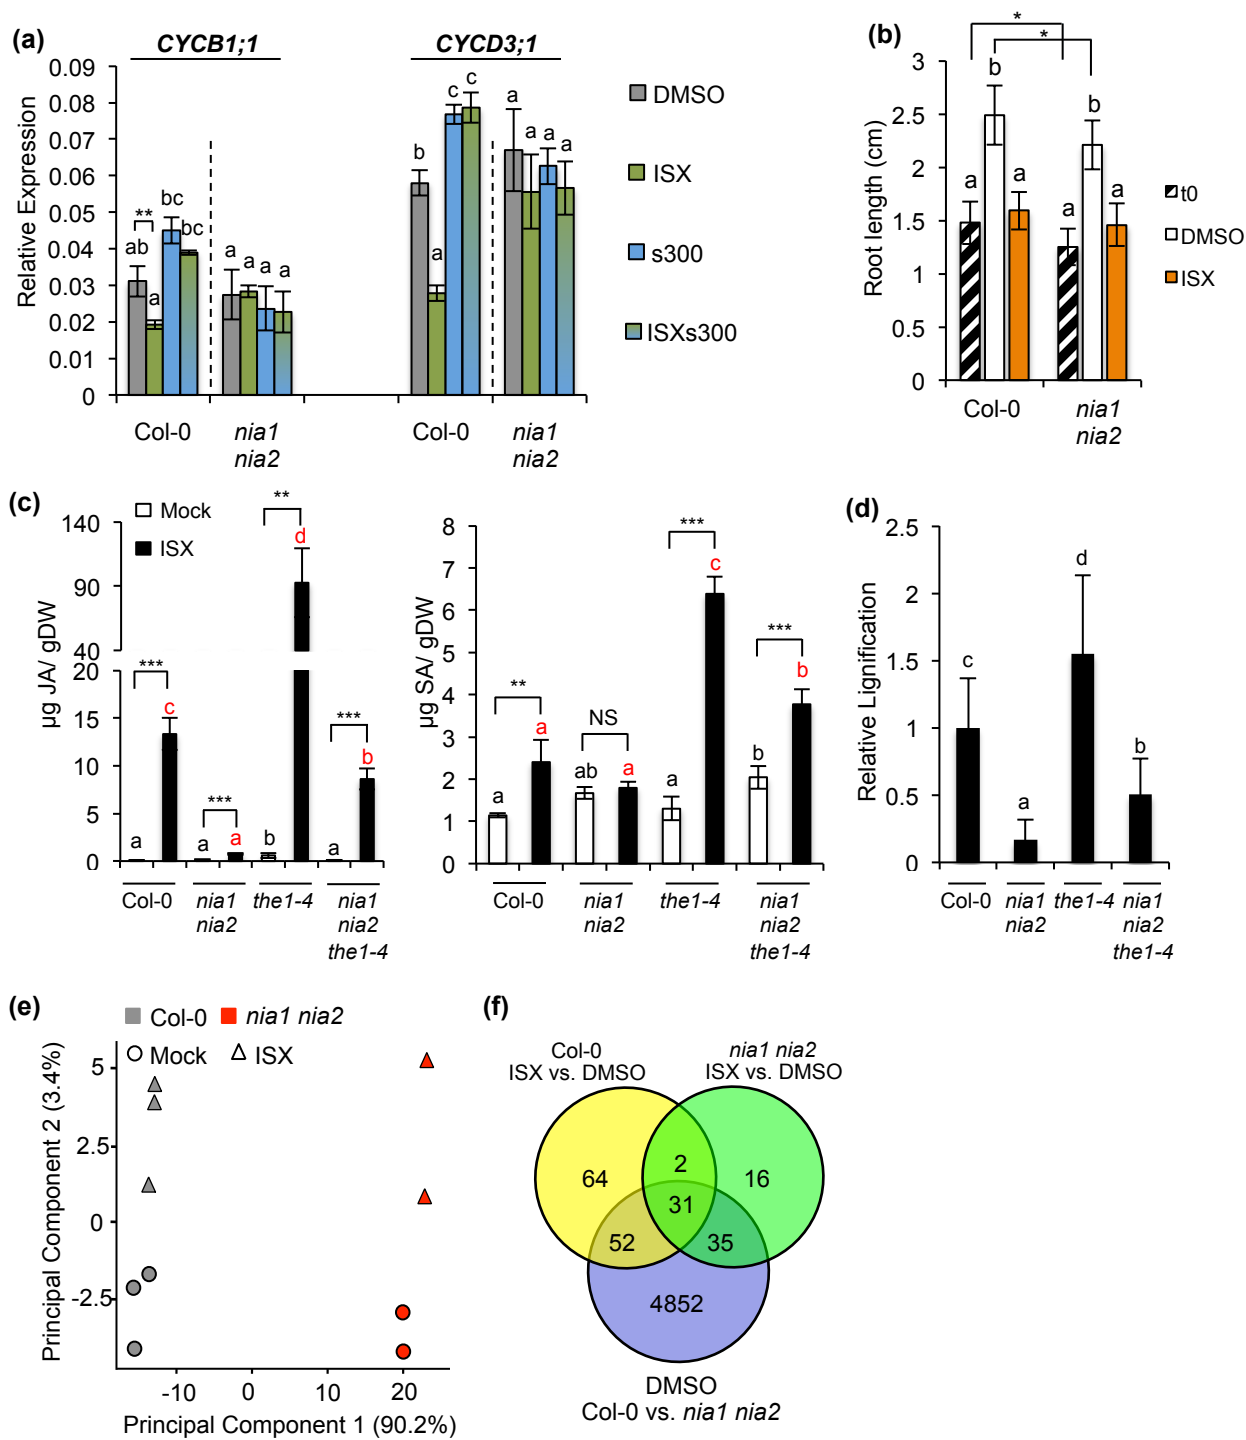 (a)
CYCB1;1
CYCD3;1
Relative Expression
0.09
0.080
0.07
0.06
0.05
0.04
0.03
0.02
0.01
0
**
ab
a
bc
bc
a
a
a
a
b
a
c
c
a
a
a
a
Col-0
nia1
nia2
Col-0
nia1
nia2
DMSO
ISX
s300
ISXs300
(b)
*
*
Root length (cm)
3
2.5
2
1.5
1
0.5
0
a
b
a
a
b
a
Col-0
nia1
nia2
t0
DMSO
ISX
(c)
Mock
ISX
µg JA/ gDW
140
90
40
20
15
10
5
0
***
***
**
***
a
c
a
a
b
d
a
b
Col-0
nia1
nia2
the1-4
nia1
nia2
the1-4
µg SA/ gDW
8
7
6
5
4
3
2
1
0
**
NS
***
***
a
a
ab
a
a
c
b
b
Col-0
nia1
nia2
the1-4
nia1
nia2
the1-4
(d)
Relative Lignification
2.5
2
1.5
1
0.5
0
c
a
d
b
Col-0
nia1
nia2
the1-4
nia1
nia2
the1-4
(e)
Col-0
nia1 nia2
Mock
ISX
Principal Component 2 (3.4%)
5
2.5
0
-2.5
-10
0
10
20
Principal Component 1 (90.2%)
(f)
Col-0
ISX vs. DMSO
nia1 nia2
ISX vs. DMSO
64
2
16
31
52
35
4852
DMSO
Col-0 vs. nia1 nia2